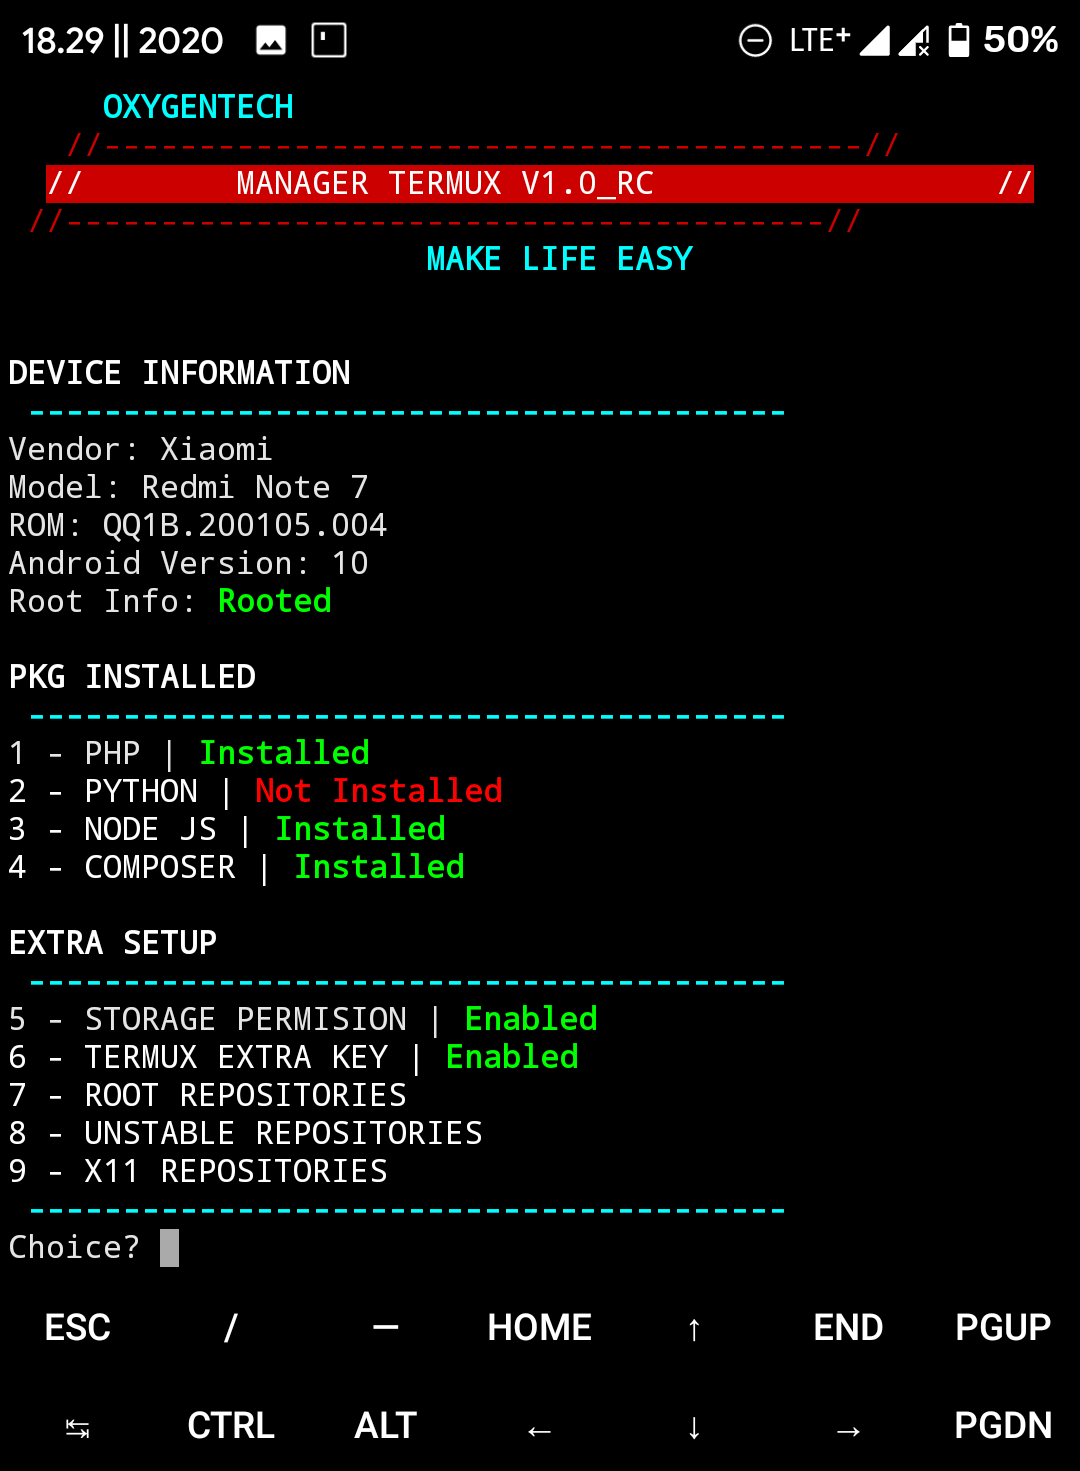 18.29 || 2020 LTE+ 50%
OXYGENTECH
//----------------------------------------//
// MANAGER TERMUX V1.0_RC //
//----------------------------------------//
MAKE LIFE EASY
DEVICE INFORMATION
----------------------------------------
Vendor: Xiaomi
Model: Redmi Note 7
ROM: QQ1B.200105.004
Android Version: 10
Root Info: Rooted
PKG INSTALLED
----------------------------------------
1 - PHP | Installed
2 - PYTHON | Not Installed
3 - NODE JS | Installed
4 - COMPOSER | Installed
EXTRA SETUP
----------------------------------------
5 - STORAGE PERMISION | Enabled
6 - TERMUX EXTRA KEY | Enabled
7 - ROOT REPOSITORIES
8 - UNSTABLE REPOSITORIES
9 - X11 REPOSITORIES
----------------------------------------
Choice?
ESC / — HOME ↑ END PGUP
↹ CTRL ALT ← ↓ → PGDN